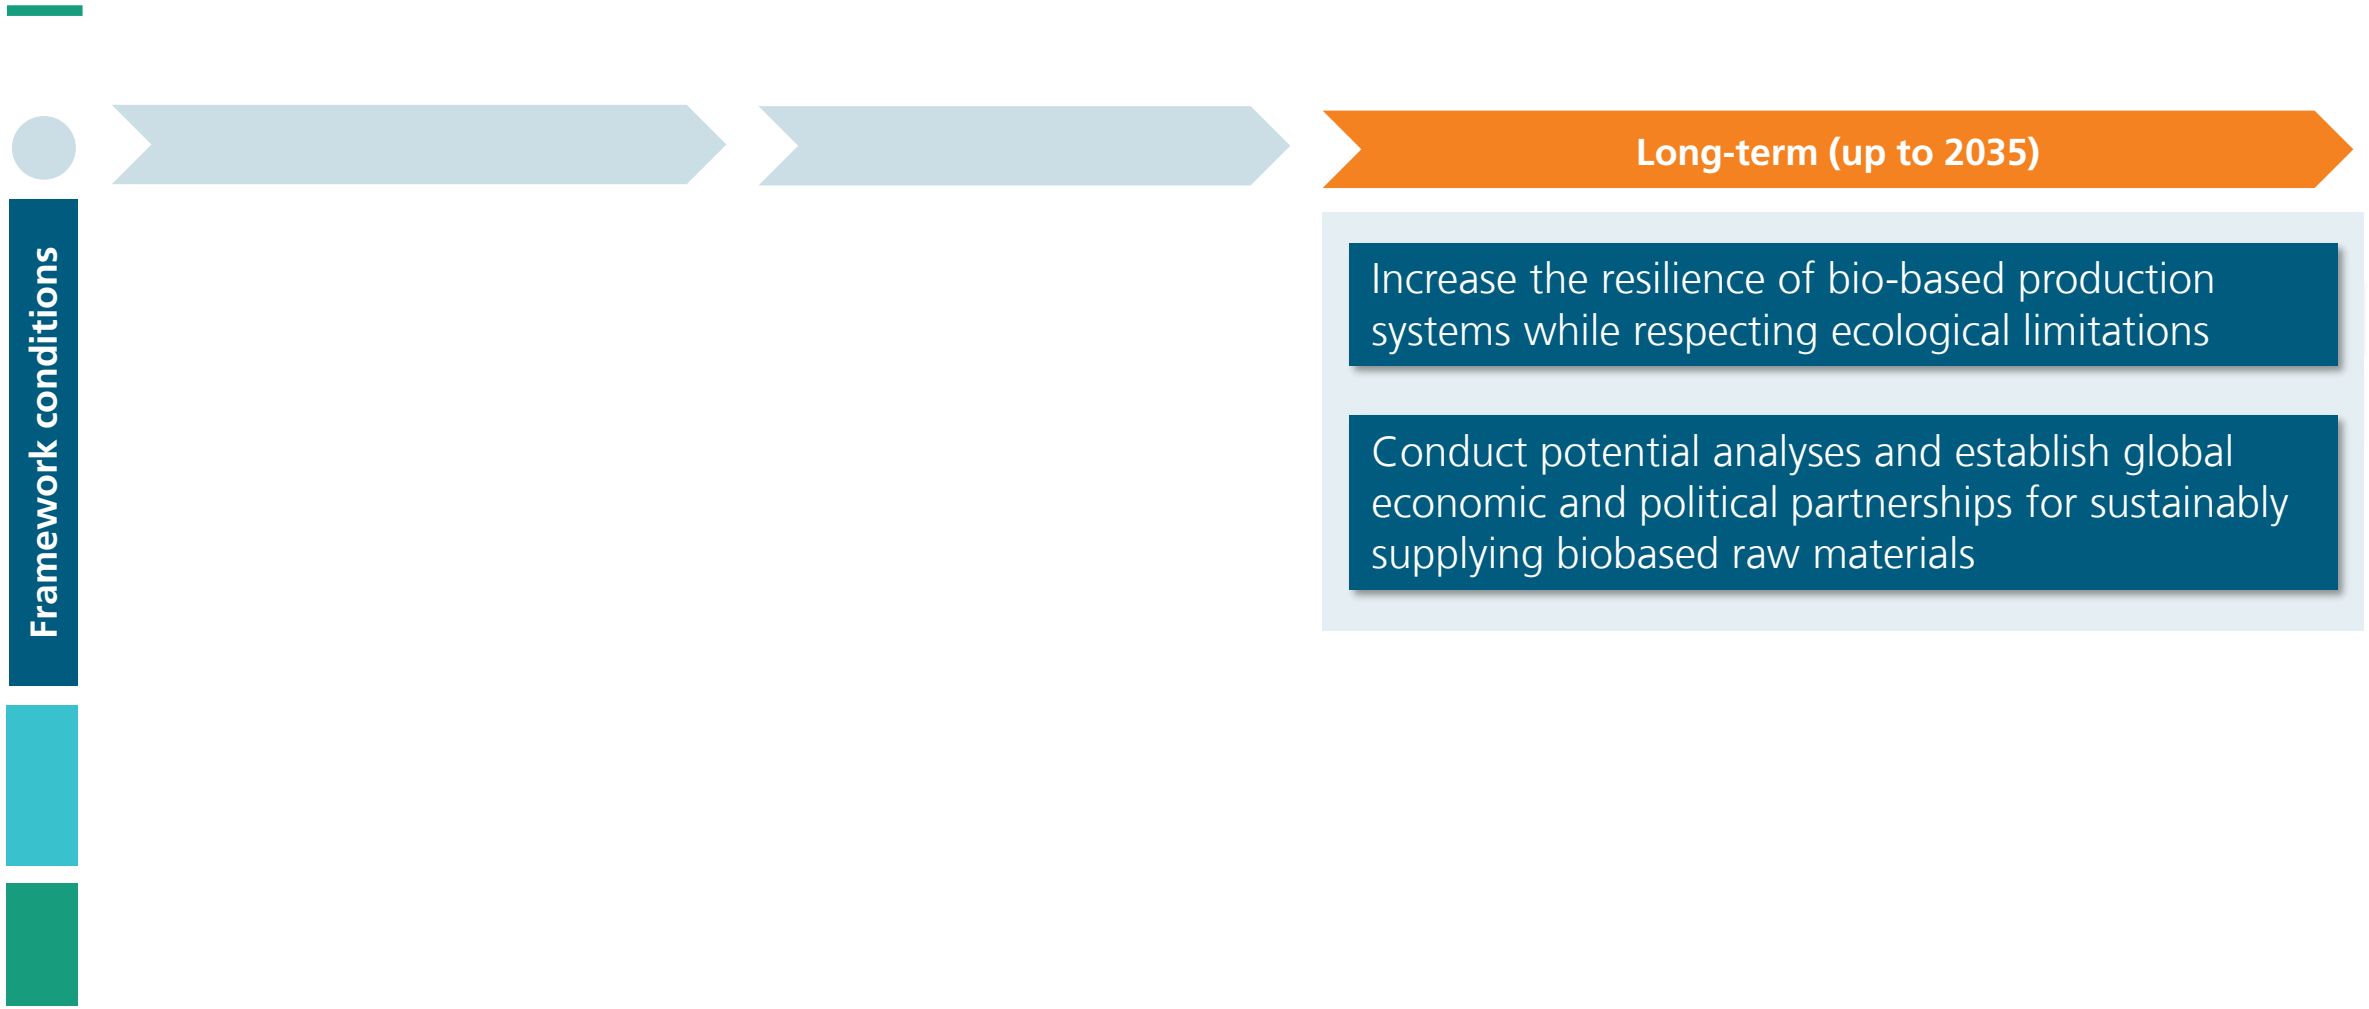 Long-term (up to 2035)
Framework conditions
Increase the resilience of bio-based production
systems while respecting ecological limitations
Conduct potential analyses and establish global
economic and political partnerships for sustainably
supplying biobased raw materials